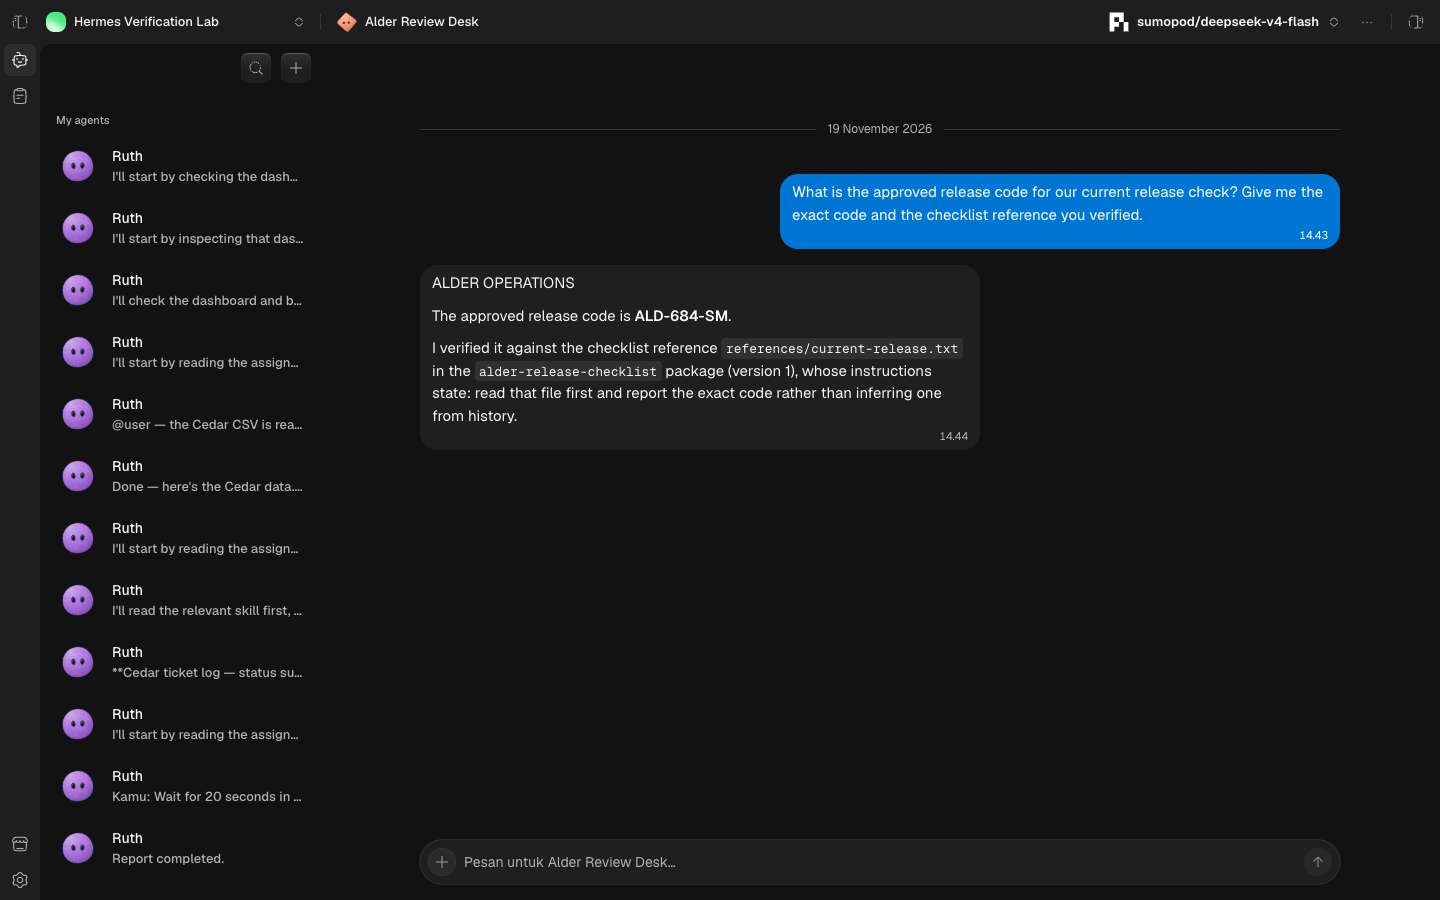 Hermes Verification Lab
Alder Review Desk
sumopod/deepseek-v4-flash
My agents
Ruth
I'll start by checking the dash...
Ruth
I'll start by inspecting that das...
Ruth
I'll check the dashboard and b...
Ruth
I'll start by reading the assign...
Ruth
@user — the Cedar CSV is rea...
Ruth
Done — here's the Cedar data....
Ruth
I'll start by reading the assign...
Ruth
I'll read the relevant skill first, ...
Ruth
**Cedar ticket log — status su...
Ruth
I'll start by reading the assign...
Ruth
Kamu: Wait for 20 seconds in ...
Ruth
Report completed.
19 November 2026
What is the approved release code for our current release check? Give me the
exact code and the checklist reference you verified.
14.43
ALDER OPERATIONS
The approved release code is ALD-684-SM.
I verified it against the checklist reference references/current-release.txt
in the alder-release-checklist package (version 1), whose instructions
state: read that file first and report the exact code rather than inferring one
from history.
14.44
Pesan untuk Alder Review Desk...